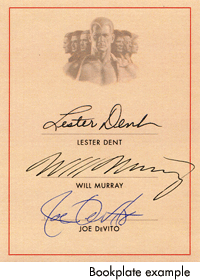 Lester Dent
LESTER DENT
Will Murray
WILL MURRAY
Joe DeVito
JOE DeVITO
Bookplate example